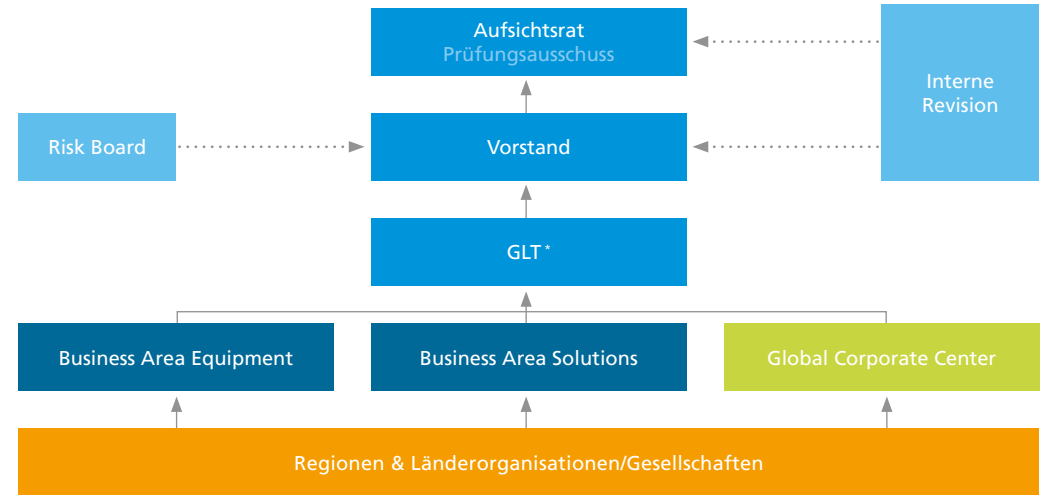 Aufsichtsrat
Prüfungsausschuss
Interne
Revision
Risk Board
Vorstand
GLT *
Business Area Equipment
Business Area Solutions
Global Corporate Center
Regionen & Länderorganisationen/Gesellschaften